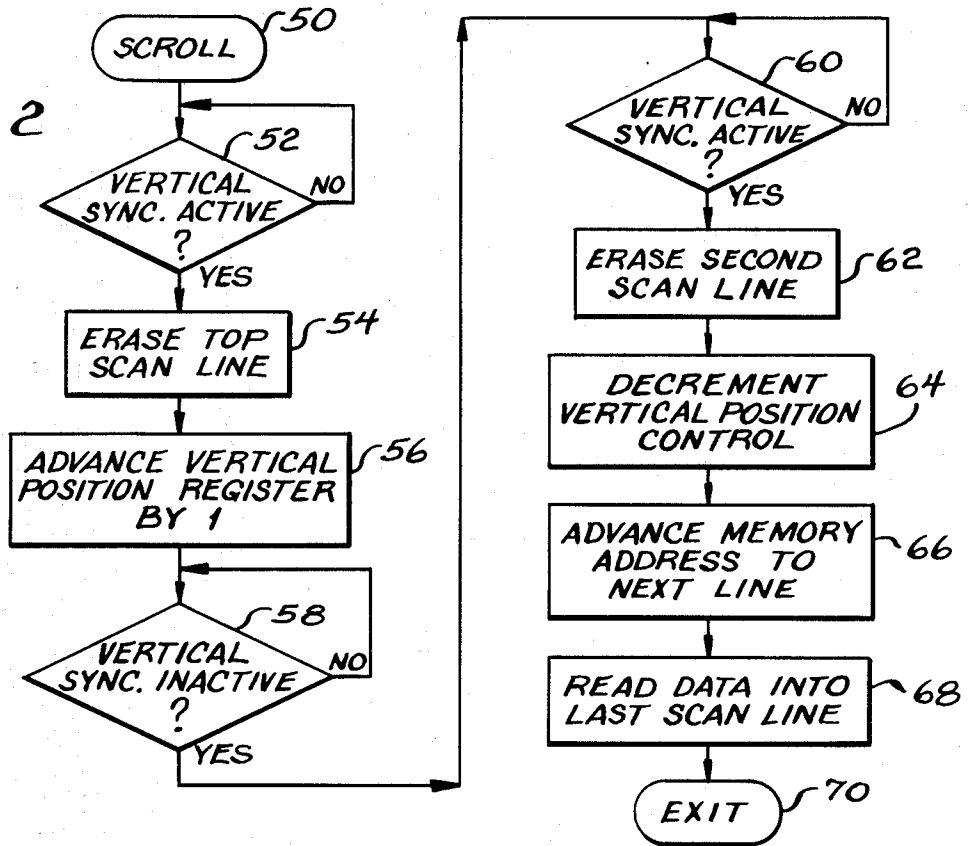 50
SCROLL
2
52
VERTICAL
SYNC. ACTIVE
?
NO
YES
54
ERASE TOP
SCAN LINE
56
ADVANCE VERTICAL
POSITION REGISTER
BY 1
58
VERTICAL
SYNC. INACTIVE
?
NO
YES
60
VERTICAL
SYNC. ACTIVE
?
NO
YES
62
ERASE SECOND
SCAN LINE
64
DECREMENT
VERTICAL POSITION
CONTROL
66
ADVANCE MEMORY
ADDRESS TO
NEXT LINE
68
READ DATA INTO
LAST SCAN LINE
70
EXIT